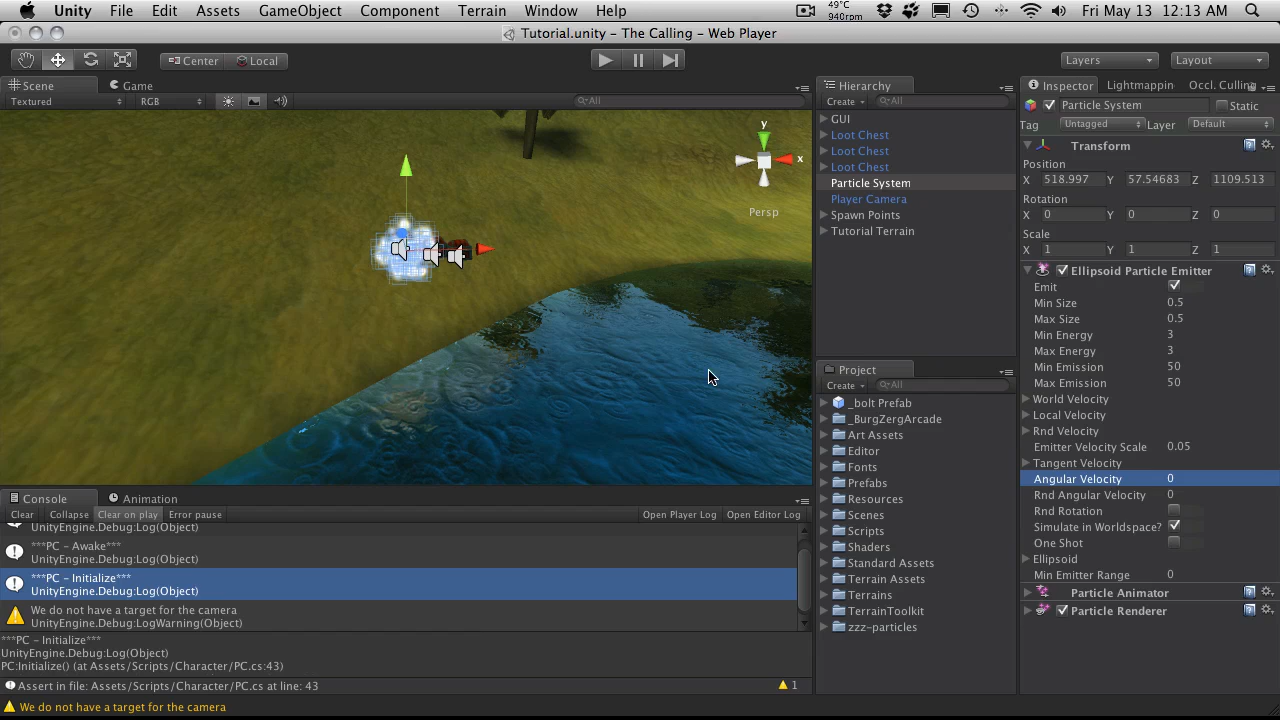 Unity File Edit Assets GameObject Component Terrain Window Help 49°C 940rpm Fri May 13 12:13 AM
Tutorial.unity - The Calling - Web Player
Center Local Layers Layout
Scene Game
Textured RGB All
y
x
Persp
Hierarchy
Create All
GUI
Loot Chest
Loot Chest
Loot Chest
Particle System
Player Camera
Spawn Points
Tutorial Terrain
Project
Create All
_bolt Prefab
_BurgZergArcade
Art Assets
Editor
Fonts
Prefabs
Resources
Scenes
Scripts
Shaders
Standard Assets
Terrain Assets
Terrains
TerrainToolkit
zzz-particles
Inspector Lightmappin Occl. Culling
Particle System Static
Tag Untagged Layer Default
Transform
Position
X 518.997 Y 57.54683 Z 1109.513
Rotation
X 0 Y 0 Z 0
Scale
X 1 Y 1 Z 1
Ellipsoid Particle Emitter
Emit
Min Size 0.5
Max Size 0.5
Min Energy 3
Max Energy 3
Min Emission 50
Max Emission 50
World Velocity
Local Velocity
Rnd Velocity
Emitter Velocity Scale 0.05
Tangent Velocity
Angular Velocity 0
Rnd Angular Velocity 0
Rnd Rotation
Simulate in Worldspace?
One Shot
Ellipsoid
Min Emitter Range 0
Particle Animator
Particle Renderer
Console Animation
Clear Collapse Clear on play Error pause Open Player Log Open Editor Log
UnityEngine.Debug:Log(Object)
***PC - Awake***
UnityEngine.Debug:Log(Object)
***PC - Initialize***
UnityEngine.Debug:Log(Object)
We do not have a target for the camera
UnityEngine.Debug:LogWarning(Object)
***PC - Initialize***
UnityEngine.Debug:Log(Object)
PC:Initialize() (at Assets/Scripts/Character/PC.cs:43)
Assert in file: Assets/Scripts/Character/PC.cs at line: 43 1
We do not have a target for the camera